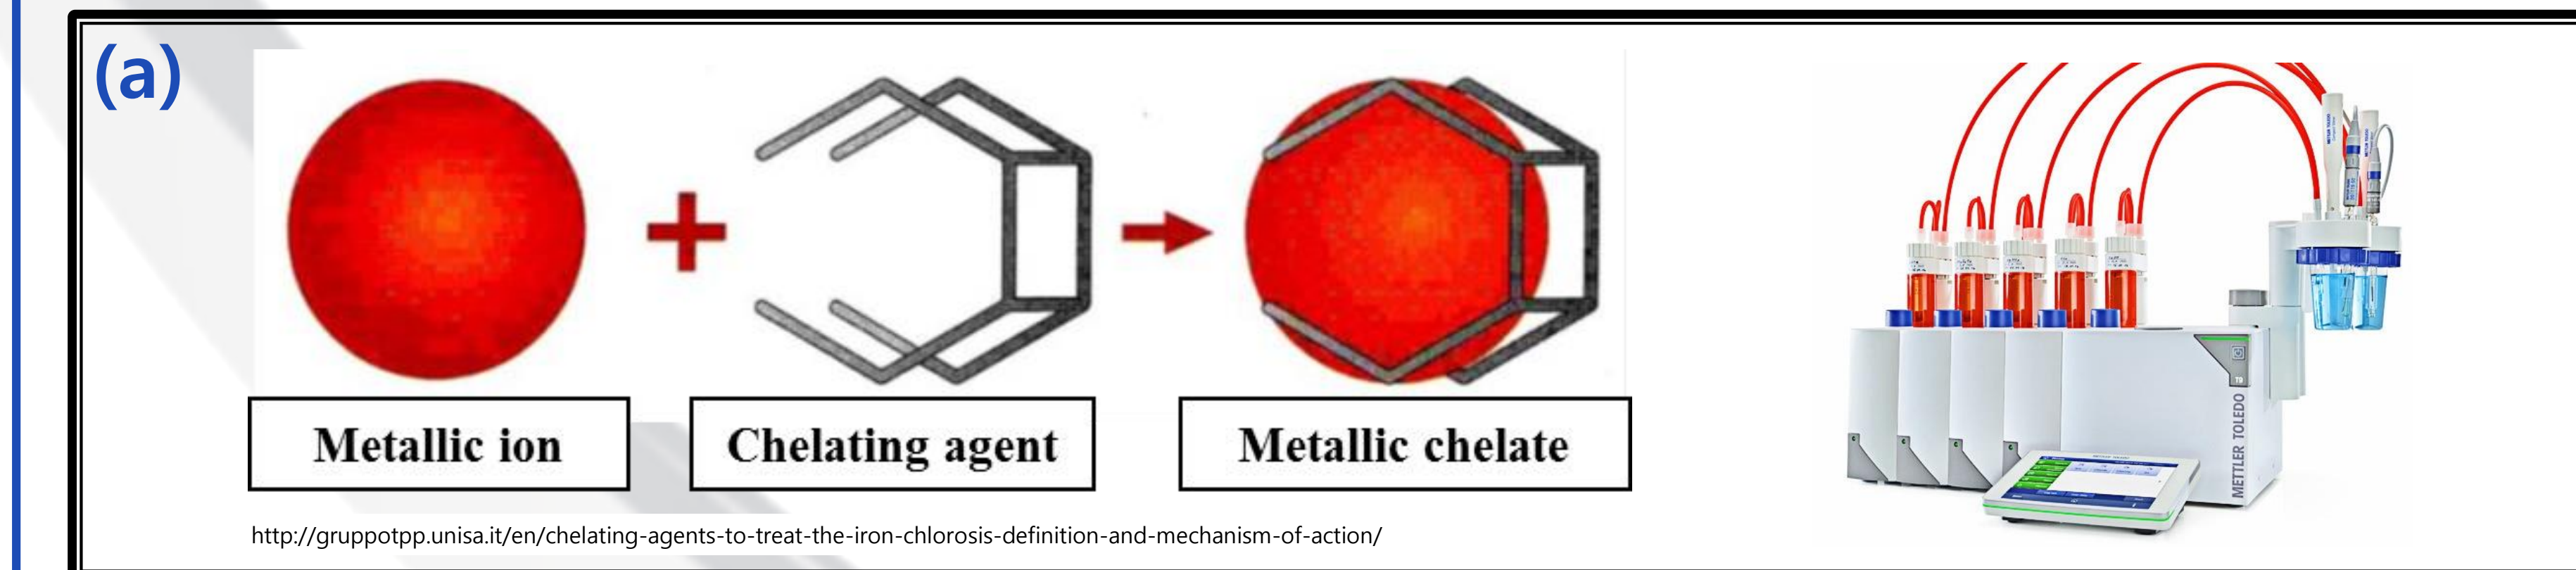 (a)
Metallic ion
Chelating agent
Metallic chelate
http://gruppotpp.unisa.it/en/chelating-agents-to-treat-the-iron-chlorosis-definition-and-mechanism-of-action/
METTLER TOLEDO
T9